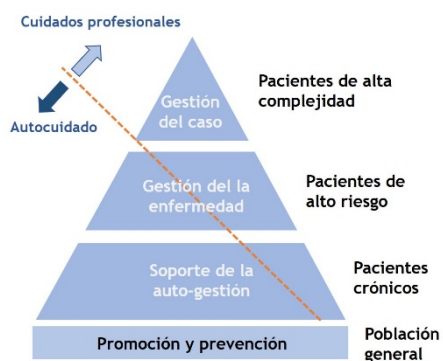 Cuidados profesionales
Autocuidado
Gestión
del caso
Pacientes de alta
complejidad
Gestión del la
enfermedad
Pacientes de
alto riesgo
Soporte de la
auto-gestión
Pacientes
crónicos
Promoción y prevención
Población
general